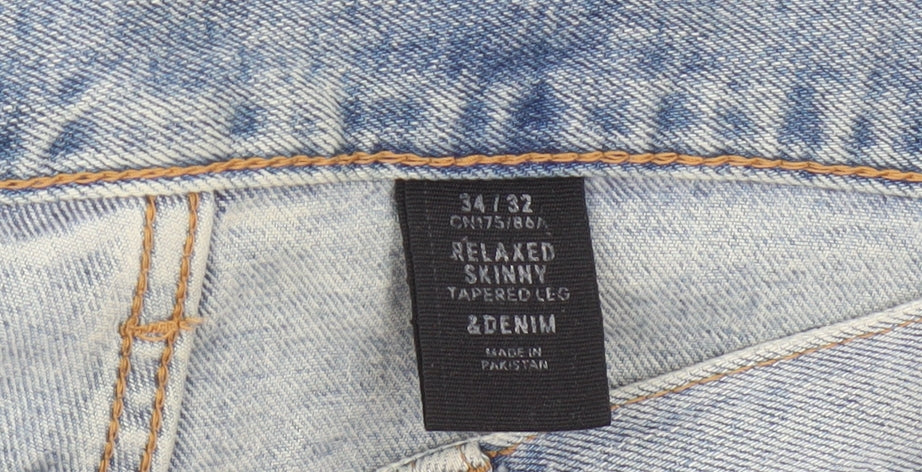 34 / 32
CN175/86A
RELAXED
SKINNY
TAPERED LEG
&DENIM
MADE IN
PAKISTAN